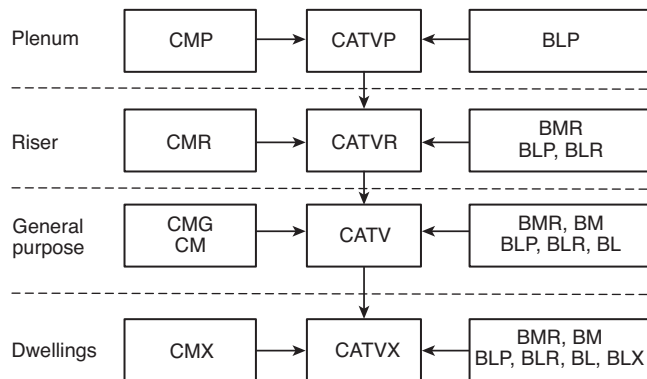 Plenum
CMP
CATVP
BLP
Riser
CMR
CATVR
BMR
BLP, BLR
General
purpose
CMG
CM
CATV
BMR, BM
BLP, BLR, BL
Dwellings
CMX
CATVX
BMR, BM
BLP, BLR, BL, BLX